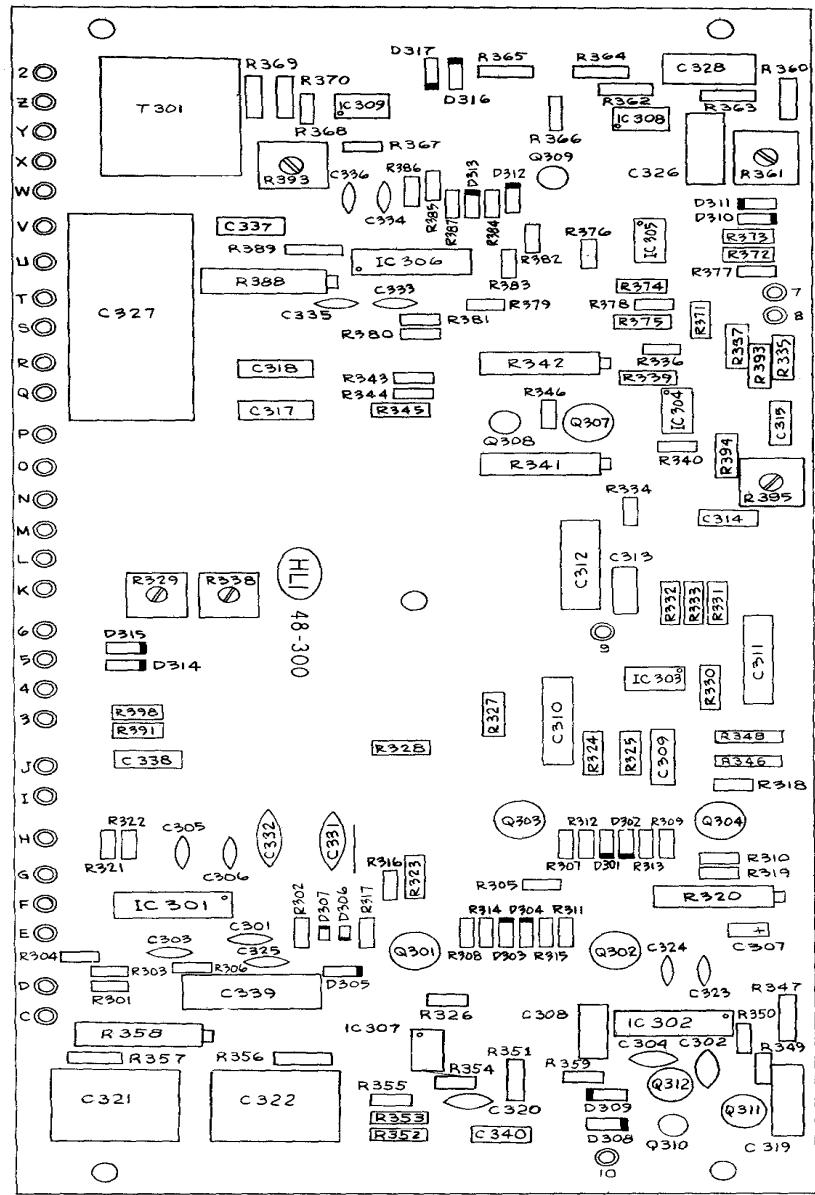 D317
R365
R364
R369
C328
R360
2
R370
Z
T301
IC309
D316
R362
R363
R368
R366
IC308
Y
R367
Q309
X
R393
C336
R386
D313
D312
C326
R361
W
C334
R385
R387
R384
D311
D310
V
C337
R382
R376
IC305
R373
R389
R372
U
IC306
R383
R377
R388
R374
7
T
C335
C333
R379
R378
8
S
R381
R375
R371
R380
R337
R393
R335
C327
R
C318
R342
R336
R343
R339
Q
R344
R346
IC304
C317
R345
C315
P
Q308
Q307
R340
R394
O
R341
R395
N
R334
C314
M
C312
C313
L
HLI
K
R329
R338
R332
R333
R331
48-300
6
D315
9
C311
5
D314
IC303
R330
4
R327
C310
3
R398
R391
R328
R324
R325
C309
R348
J
C338
R346
R318
I
Q303
Q304
H
R322
C305
C332
C331
R312
D302
R309
R321
C306
R316
R307
D301
R313
R310
G
R323
R319
F
IC301
R302
D307
D306
R317
R305
R320
E
C301
R314
D304
R311
C307
R304
C303
C325
Q301
R308
D303
R315
Q302
C324
R303
R306
D305
C323
R347
D
R301
C339
R326
C308
C
IC307
IC302
R350
R358
C304
C302
R349
R357
R356
R354
R351
R359
Q312
C321
C322
R355
C320
D309
Q311
R353
R352
C340
D308
Q310
C319
10